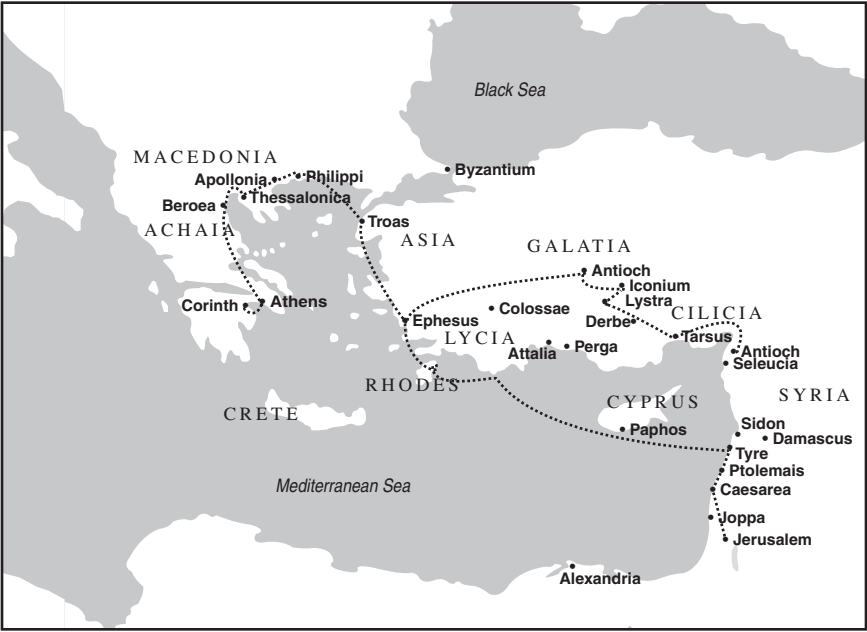 Black Sea
MACEDONIA
Byzantium
Apollonia
Philippi
Thessalonica
Beroea
Troas
ACHAIA
ASIA
GALATIA
Antioch
Iconium
Lystra
Corinth
Athens
Colossae
CILICIA
Ephesus
Derbe
LYCIA
Tarsus
Attalia
Perga
Antioch
Seleucia
RHODES
SYRIA
CYPRUS
CRETE
Sidon
Paphos
Damascus
Tyre
Ptolemais
Mediterranean Sea
Caesarea
Joppa
Jerusalem
Alexandria